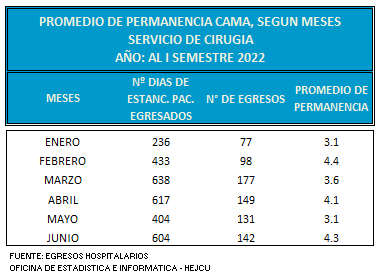 PROMEDIO DE PERMANENCIA CAMA, SEGUN MESES
SERVICIO DE CIRUGIA
AÑO: AL I SEMESTRE 2022
MESES Nº DIAS DE ESTANC. PAC. EGRESADOS N° DE EGRESOS PROMEDIO DE PERMANENCIA
ENERO 236 77 3.1
FEBRERO 433 98 4.4
MARZO 638 177 3.6
ABRIL 617 149 4.1
MAYO 404 131 3.1
JUNIO 604 142 4.3
FUENTE: EGRESOS HOSPITALARIOS
OFICINA DE ESTADISTICA E INFORMATICA - HEJCU